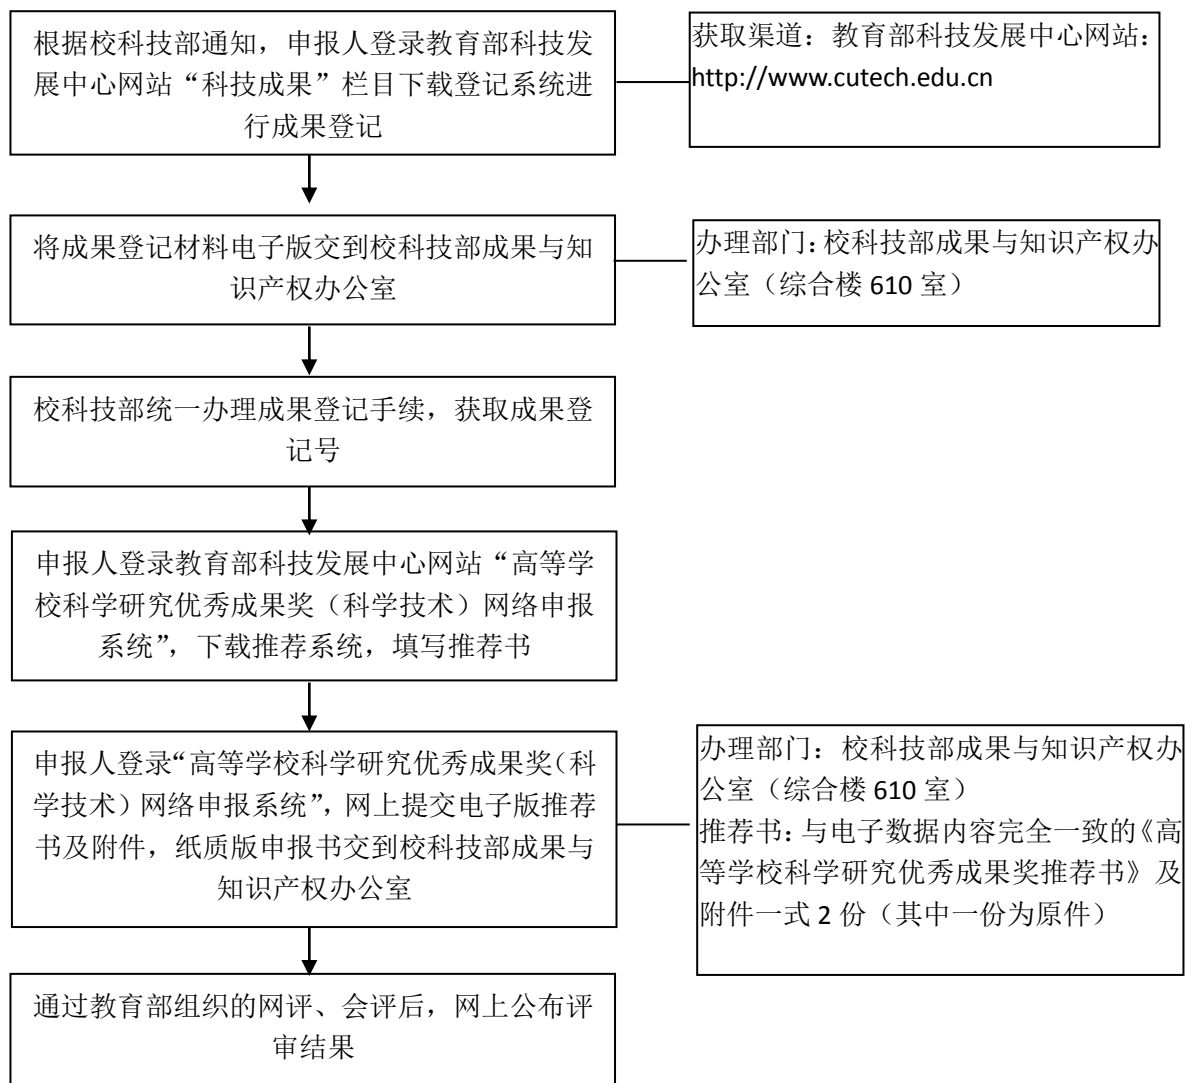 根据校科技部通知，申报人登录教育部科技发
展中心网站“科技成果”栏目下载登记系统进
行成果登记
获取渠道：教育部科技发展中心网站：
http://www.cutech.edu.cn
将成果登记材料电子版交到校科技部成果与知
识产权办公室
办理部门：校科技部成果与知识产权办
公室（综合楼 610 室）
校科技部统一办理成果登记手续，获取成果登
记号
申报人登录教育部科技发展中心网站“高等学
校科学研究优秀成果奖（科学技术）网络申报
系统”，下载推荐系统，填写推荐书
申报人登录“高等学校科学研究优秀成果奖（科
学技术）网络申报系统”，网上提交电子版推荐
书及附件，纸质版申报书交到校科技部成果与
知识产权办公室
办理部门：校科技部成果与知识产权办
公室（综合楼 610 室）
推荐书：与电子数据内容完全一致的《高
等学校科学研究优秀成果奖推荐书》及
附件一式 2 份（其中一份为原件）
通过教育部组织的网评、会评后，网上公布评
审结果